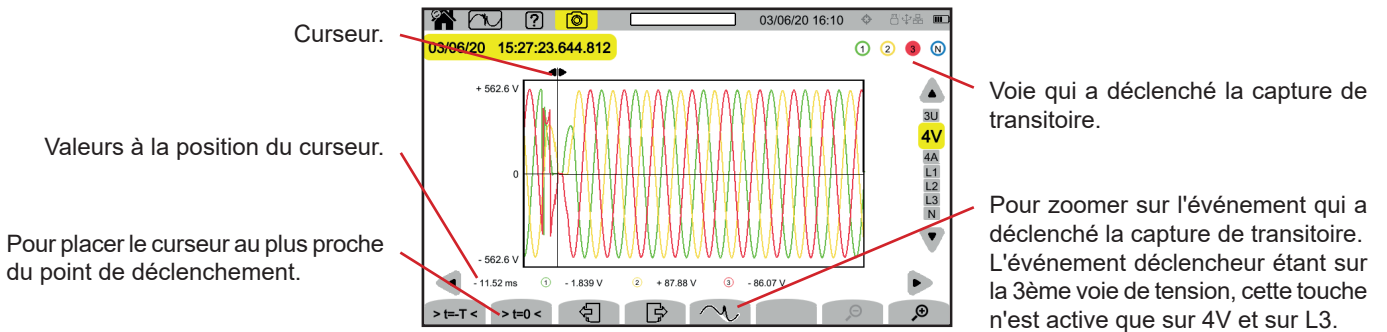 Curseur.
Valeurs à la position du curseur.
Pour placer le curseur au plus proche
du point de déclenchement.
?
03/06/20 16:10
03/06/20 15:27:23.644.812
1 2 3 N
+ 562.6 V
0
- 562.6 V
3U
4V
4A
L1
L2
L3
N
- 11.52 ms 1 - 1.839 V 2 + 87.88 V 3 - 86.07 V
> t=-T < > t=0 <
Voie qui a déclenché la capture de
transitoire.
Pour zoomer sur l'événement qui a
déclenché la capture de transitoire.
L'événement déclencheur étant sur
la 3ème voie de tension, cette touche
n'est active que sur 4V et sur L3.